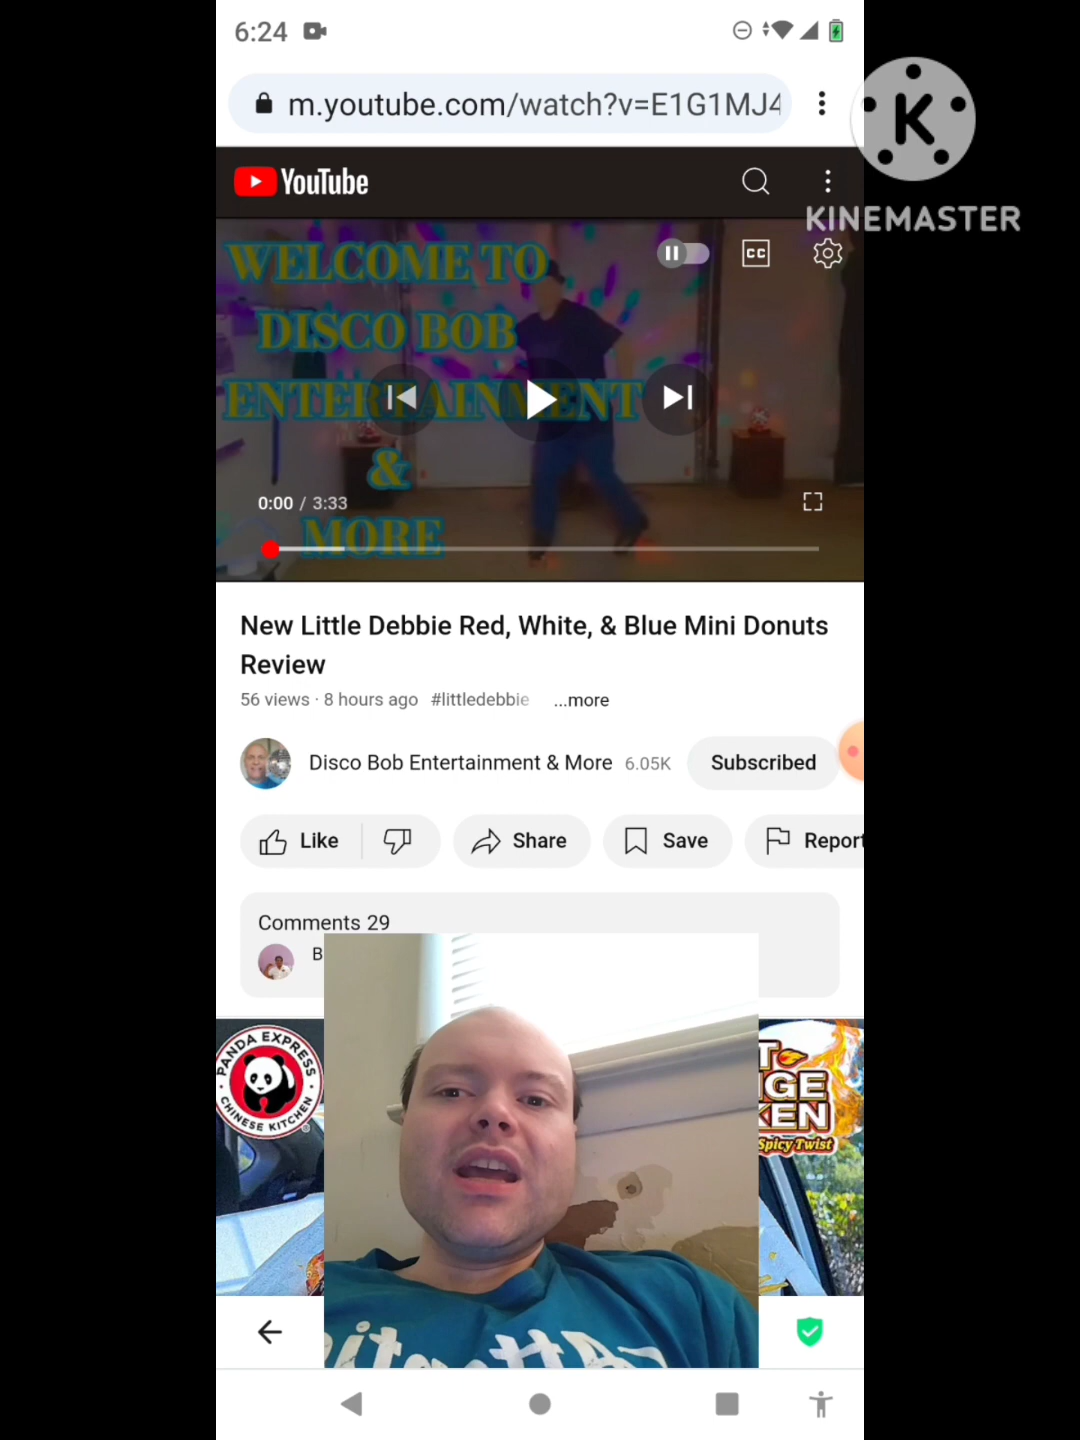 6:24
m.youtube.com/watch?v=E1G1MJ4
K
KINEMASTER
YouTube
CC
WELCOME TO
DISCO BOB
ENTERTAINMENT
&
MORE
0:00 / 3:33
New Little Debbie Red, White, & Blue Mini Donuts
Review
56 views · 8 hours ago #littledebbie ...more
Disco Bob Entertainment & More 6.05K Subscribed
Like Share Save Report
Comments 29
B
PANDA EXPRESS
CHINESE KITCHEN
Spicy Twist